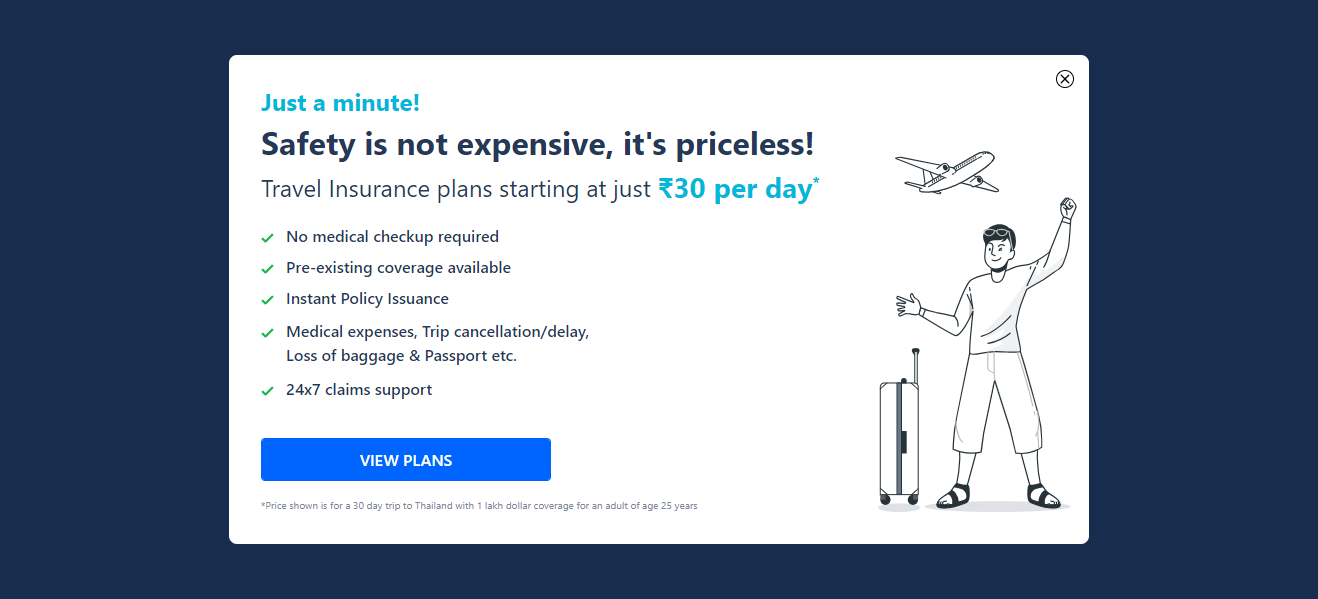 Just a minute!
Safety is not expensive, it's priceless!
Travel Insurance plans starting at just ₹30 per day*
No medical checkup required
Pre-existing coverage available
Instant Policy Issuance
Medical expenses, Trip cancellation/delay,
Loss of baggage & Passport etc.
24x7 claims support
VIEW PLANS
*Price shown is for a 30 day trip to Thailand with 1 lakh dollar coverage for an adult of age 25 years